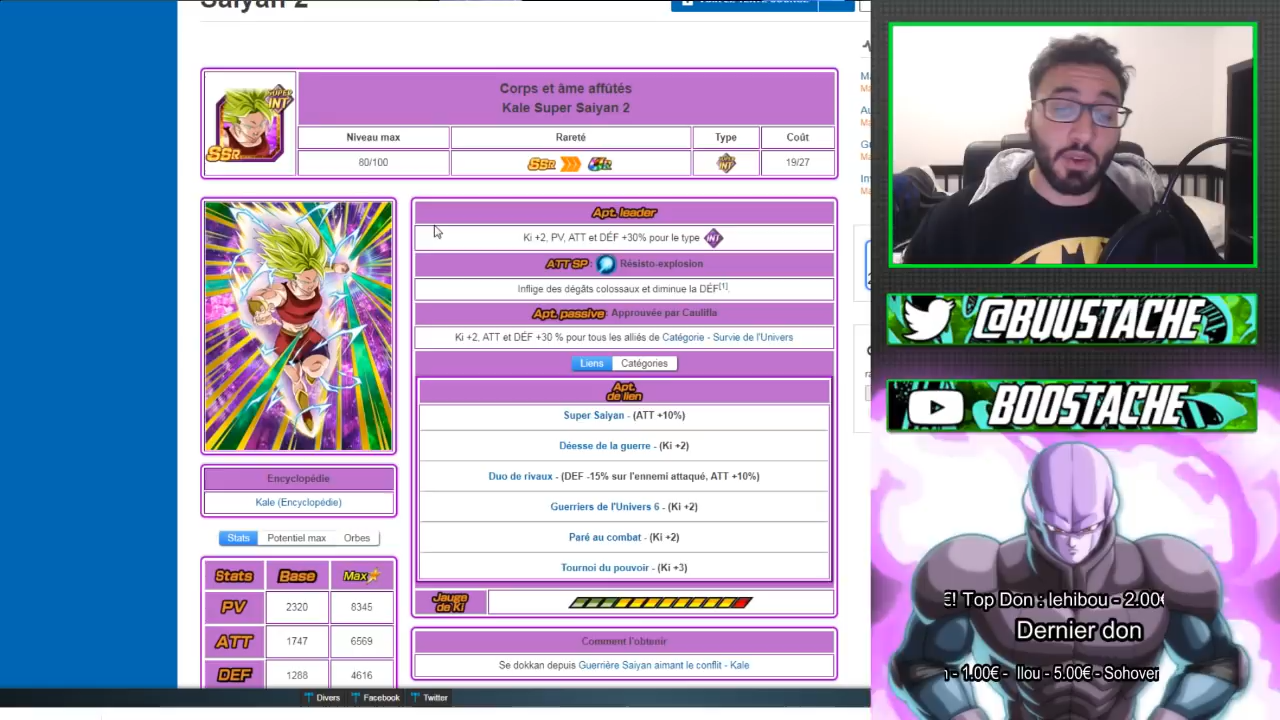 Saiyan 2
SUPER INT
SSR
Corps et âme affûtés
Kale Super Saiyan 2
Niveau max
Rareté
Type
Coût
80/100
SSR
UR
INT
19/27
Apt. leader
Ki +2, PV, ATT et DÉF +30% pour le type INT
ATT SP: Résisto-explosion
Inflige des dégâts colossaux et diminue la DÉF[1].
Apt. passive: Approuvée par Caulifla
Ki +2, ATT et DÉF +30 % pour tous les alliés de Catégorie - Survie de l'Univers
Liens
Catégories
Apt. de lien
Super Saiyan - (ATT +10%)
Déesse de la guerre - (Ki +2)
Duo de rivaux - (DEF -15% sur l'ennemi attaqué, ATT +10%)
Guerriers de l'Univers 6 - (Ki +2)
Paré au combat - (Ki +2)
Tournoi du pouvoir - (Ki +3)
Jauge de Ki
Comment l'obtenir
Se dokkan depuis Guerrière Saiyan aimant le conflit - Kale
Encyclopédie
Kale (Encyclopédie)
Stats
Potentiel max
Orbes
Stats
Base
Max
PV
2320
8345
ATT
1747
6569
DEF
1288
4616
Divers
Facebook
Twitter
@BUUSTACHE
BOOSTACHE
€! Top Don : lehibou - 2.00€
Dernier don
- 1.00€ - Ilou - 5.00€ - Sohover